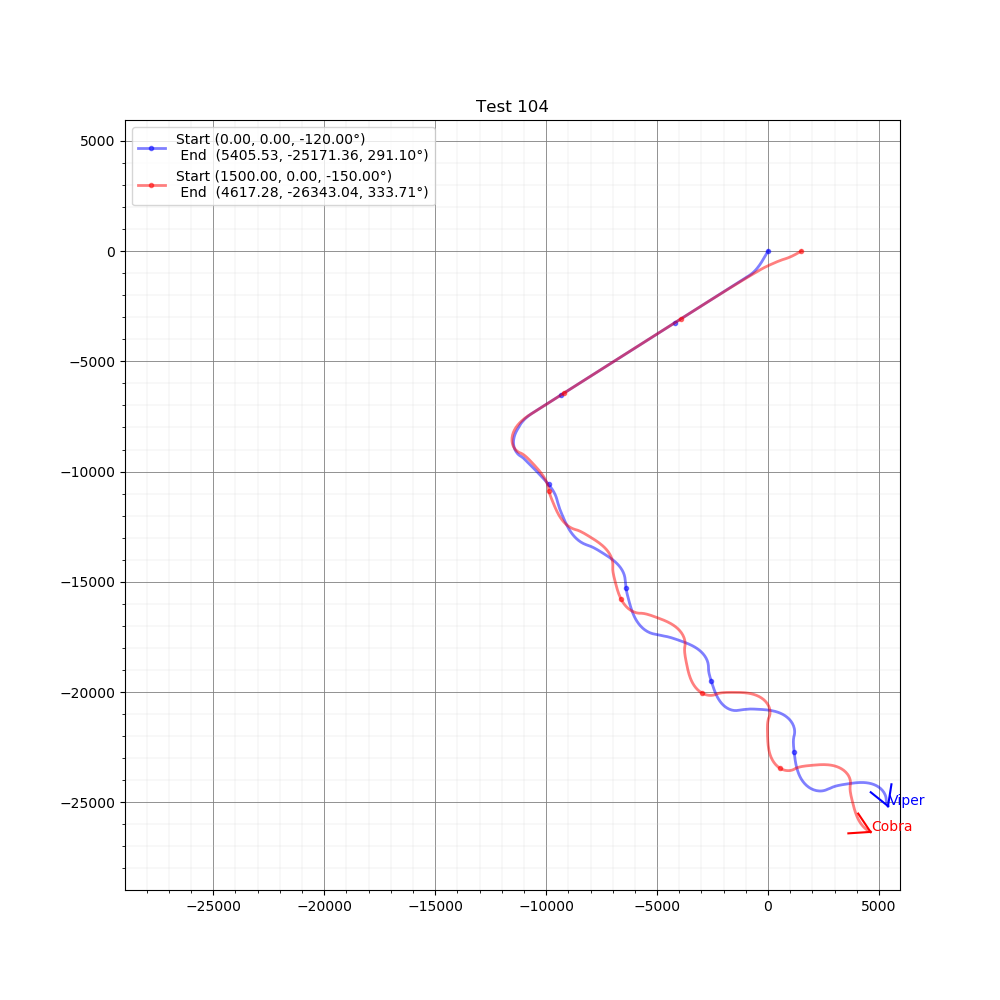 Test 104
Start (0.00, 0.00, -120.00°)
End (5405.53, -25171.36, 291.10°)
Start (1500.00, 0.00, -150.00°)
End (4617.28, -26343.04, 333.71°)
5000
0
−5000
−10000
−15000
−20000
−25000
Viper
Cobra
−25000 −20000 −15000 −10000 −5000 0 5000